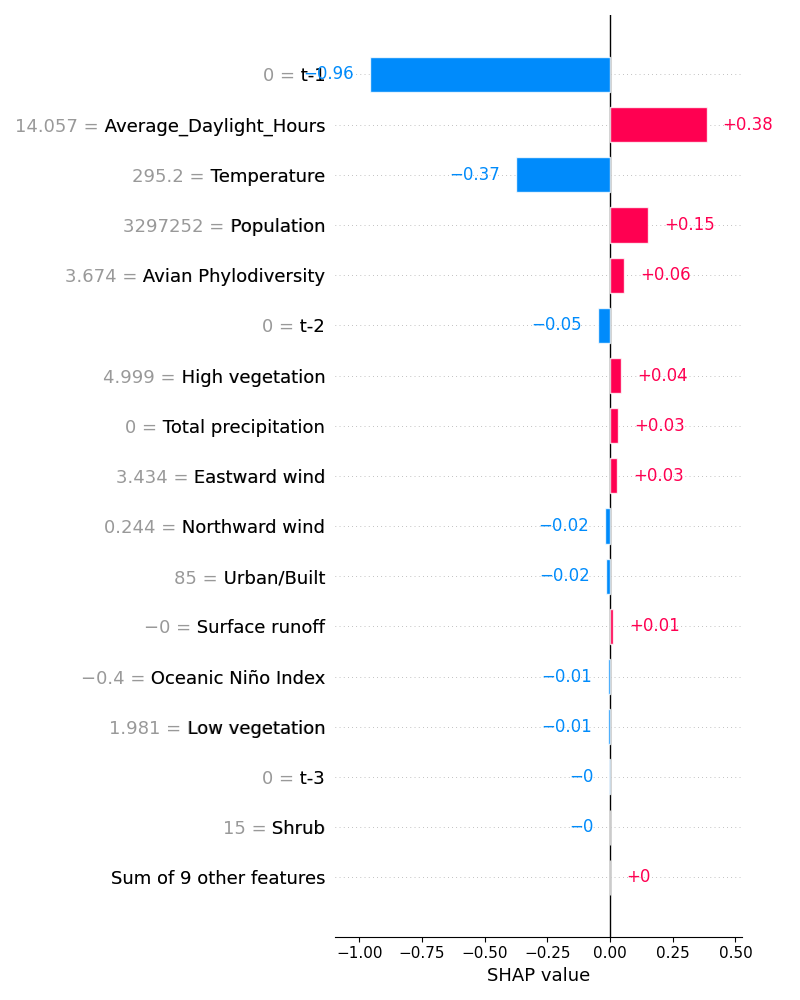 0 = t-1 −0.96
14.057 = Average_Daylight_Hours +0.38
295.2 = Temperature −0.37
3297252 = Population +0.15
3.674 = Avian Phylodiversity +0.06
0 = t-2 −0.05
4.999 = High vegetation +0.04
0 = Total precipitation +0.03
3.434 = Eastward wind +0.03
0.244 = Northward wind −0.02
85 = Urban/Built −0.02
−0 = Surface runoff +0.01
−0.4 = Oceanic Niño Index −0.01
1.981 = Low vegetation −0.01
0 = t-3 −0
15 = Shrub −0
Sum of 9 other features +0
−1.00 −0.75 −0.50 −0.25 0.00 0.25 0.50
SHAP value